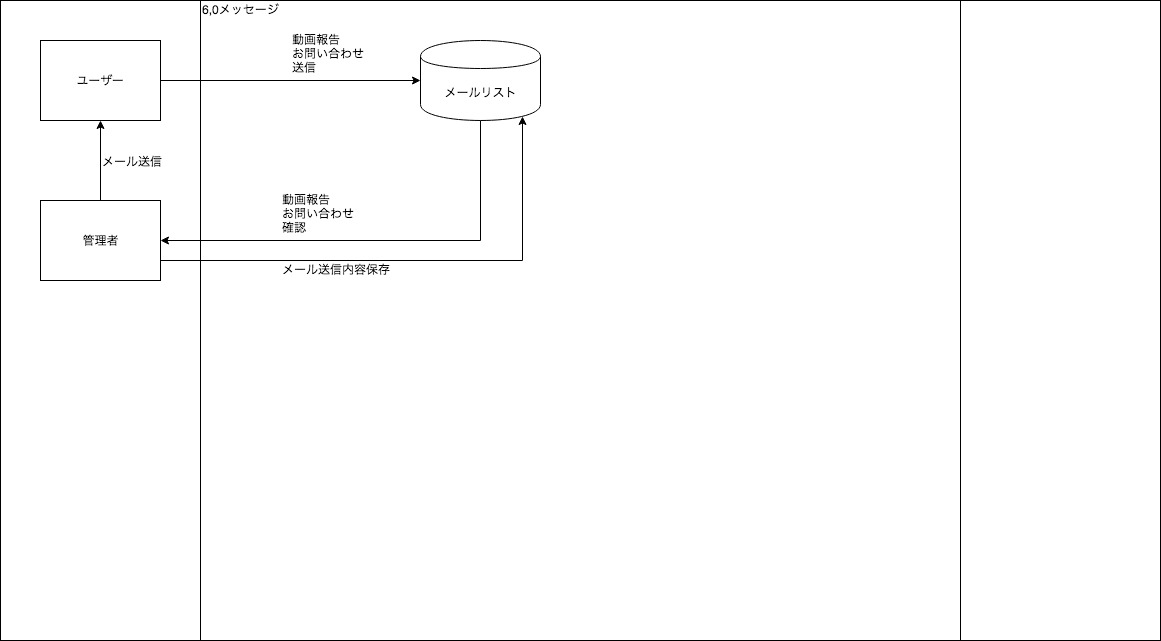 6,0メッセージ
動画報告
お問い合わせ
送信
ユーザー
メールリスト
メール送信
動画報告
お問い合わせ
確認
管理者
メール送信内容保存